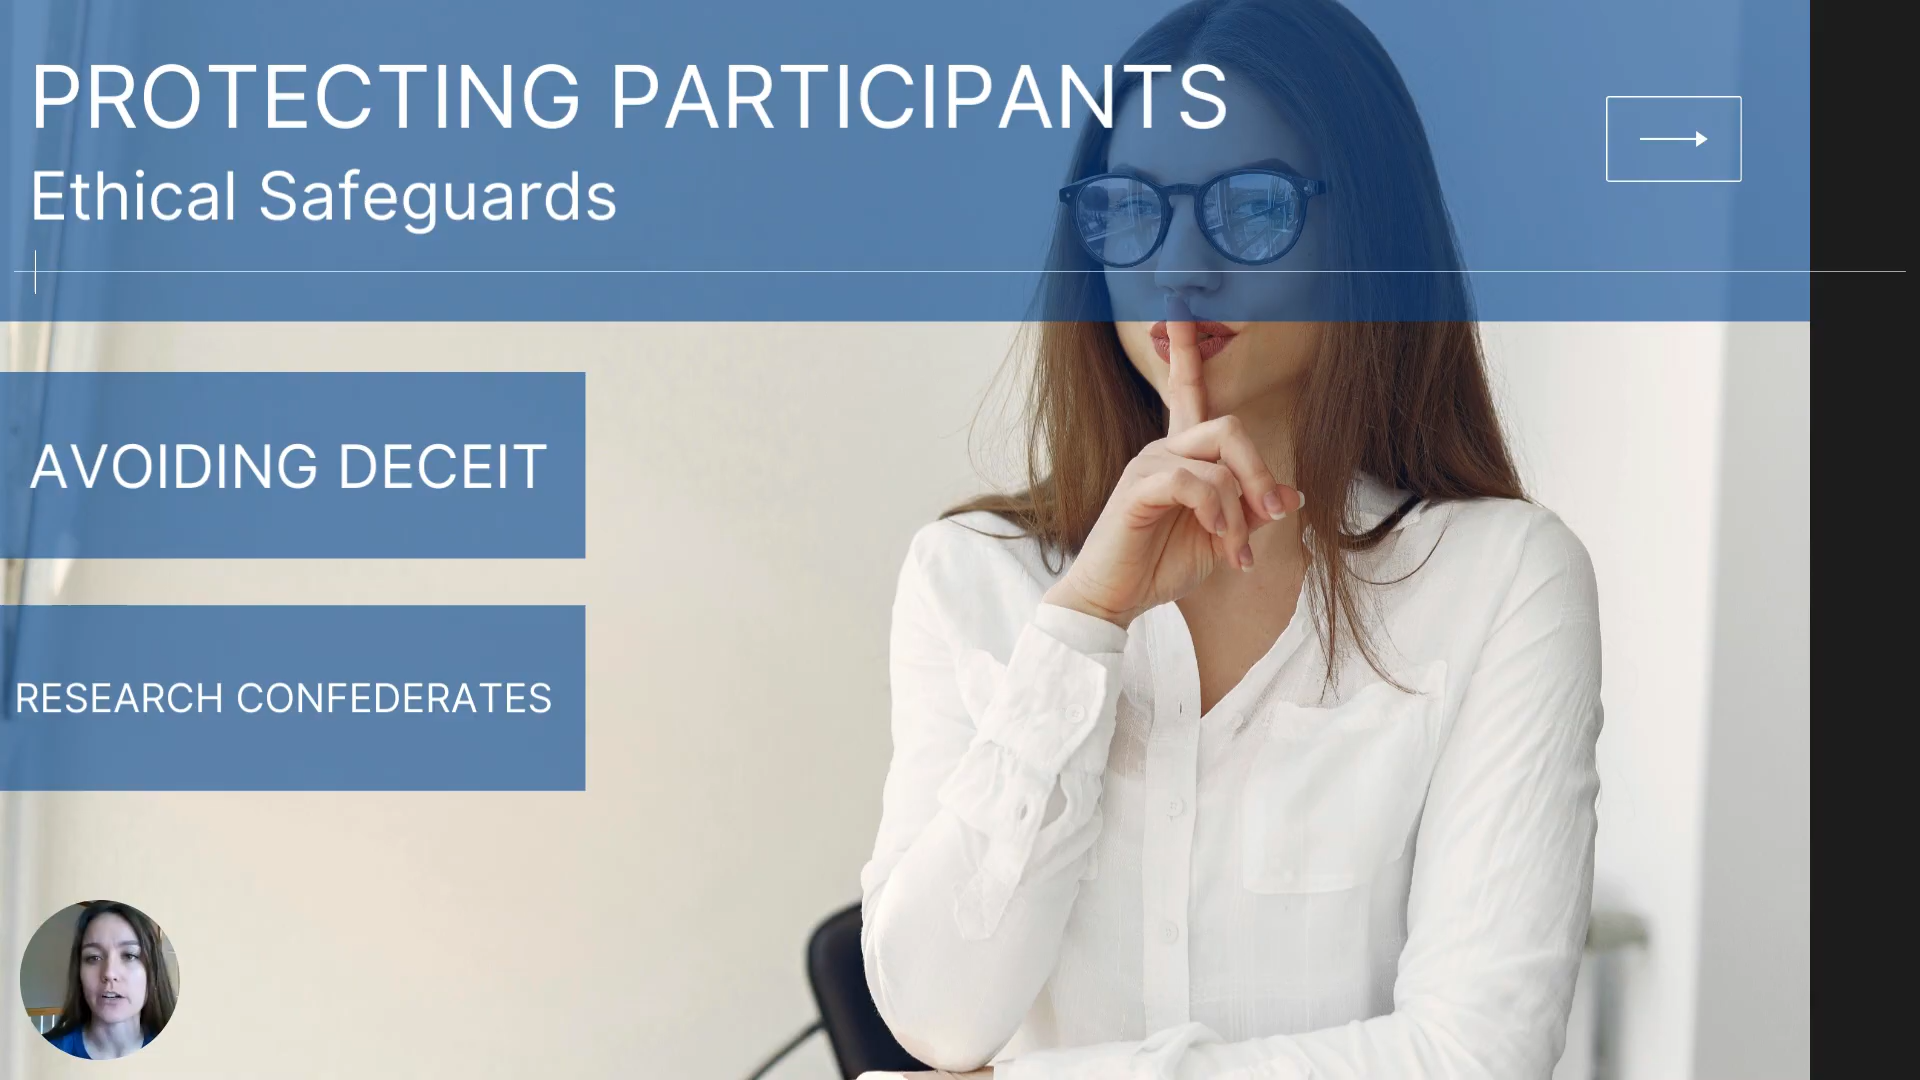 PROTECTING PARTICIPANTS
Ethical Safeguards
AVOIDING DECEIT
RESEARCH CONFEDERATES